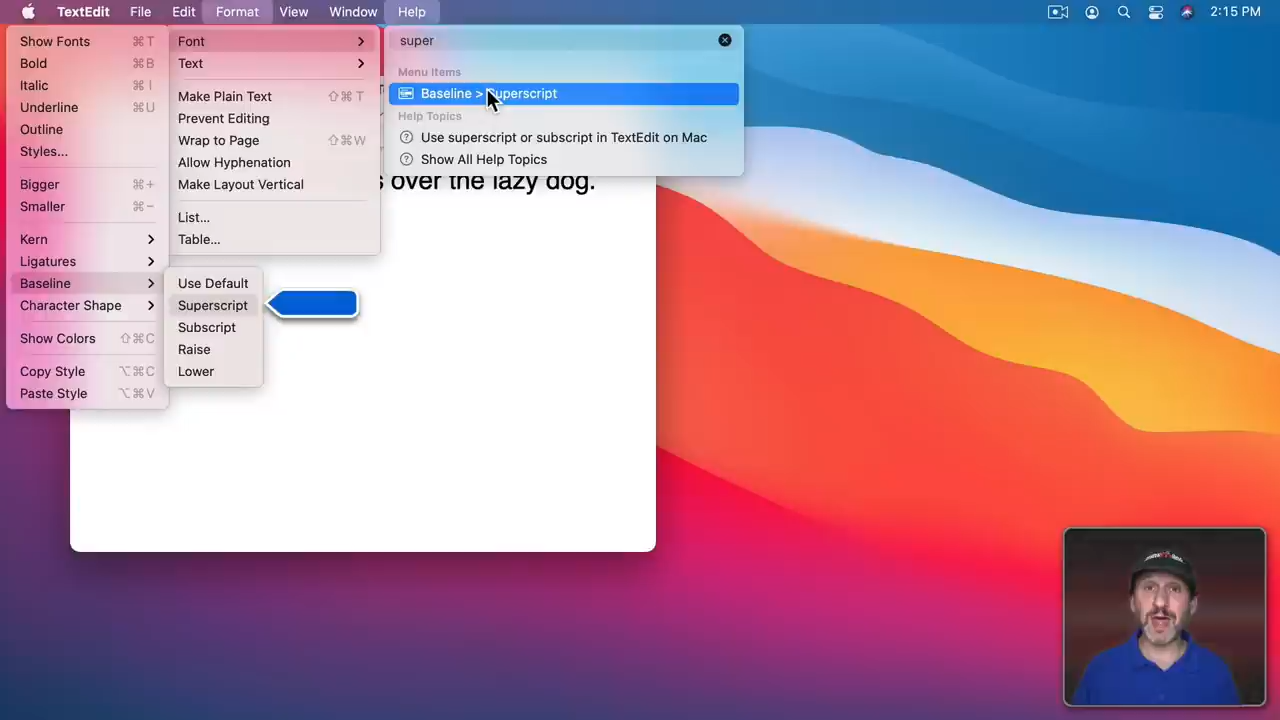 TextEdit File Edit Format View Window Help 2:15 PM
Show Fonts ⌘T
Bold ⌘B
Italic ⌘I
Underline ⌘U
Outline
Styles...
Bigger ⌘+
Smaller ⌘−
Kern
Ligatures
Baseline
Character Shape
Show Colors ⇧⌘C
Copy Style ⌥⌘C
Paste Style ⌥⌘V
Font
Text
Make Plain Text ⇧⌘T
Prevent Editing
Wrap to Page ⇧⌘W
Allow Hyphenation
Make Layout Vertical
List...
Table...
Use Default
Superscript
Subscript
Raise
Lower
super
Menu Items
Baseline > Superscript
Help Topics
Use superscript or subscript in TextEdit on Mac
Show All Help Topics
over the lazy dog.